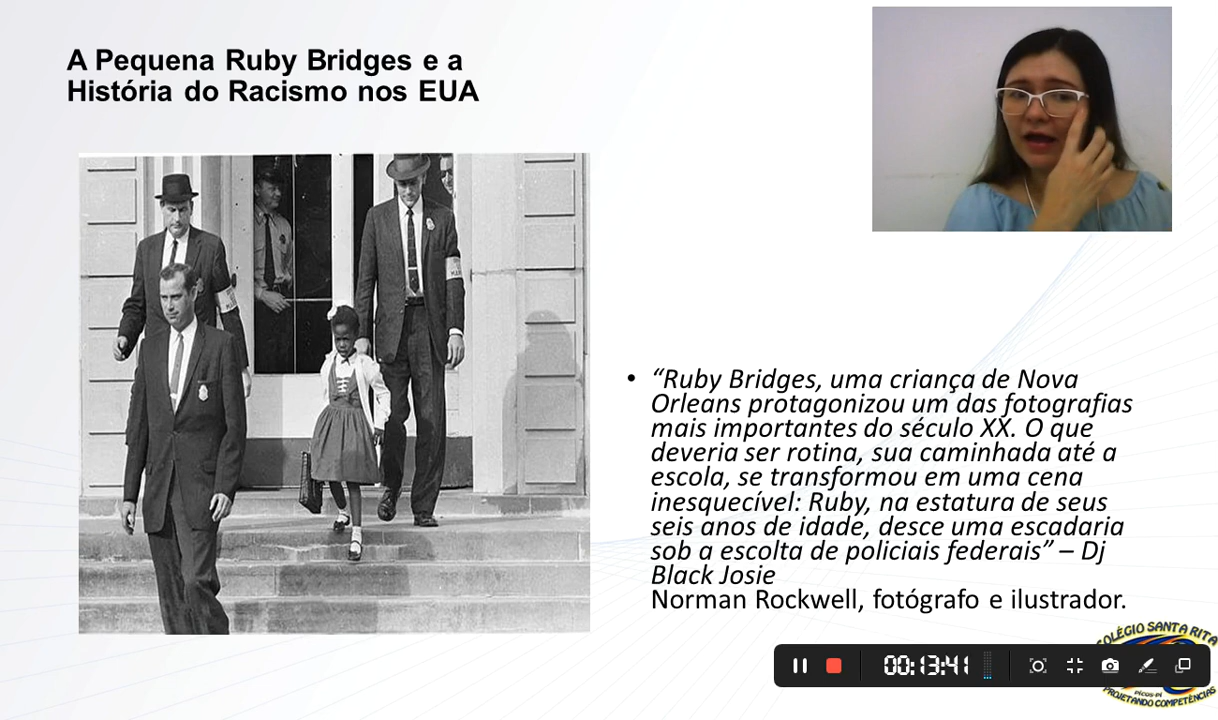 A Pequena Ruby Bridges e a
História do Racismo nos EUA
• “Ruby Bridges, uma criança de Nova
Orleans protagonizou um das fotografias
mais importantes do século XX. O que
deveria ser rotina, sua caminhada até a
escola, se transformou em uma cena
inesquecível: Ruby, na estatura de seus
seis anos de idade, desce uma escadaria
sob a escolta de policiais federais” – Dj
Black Josie
Norman Rockwell, fotógrafo e ilustrador.
COLÉGIO SANTA RITA
00:13:41
PICOS-PI
PROJETANDO COMPETÊNCIAS